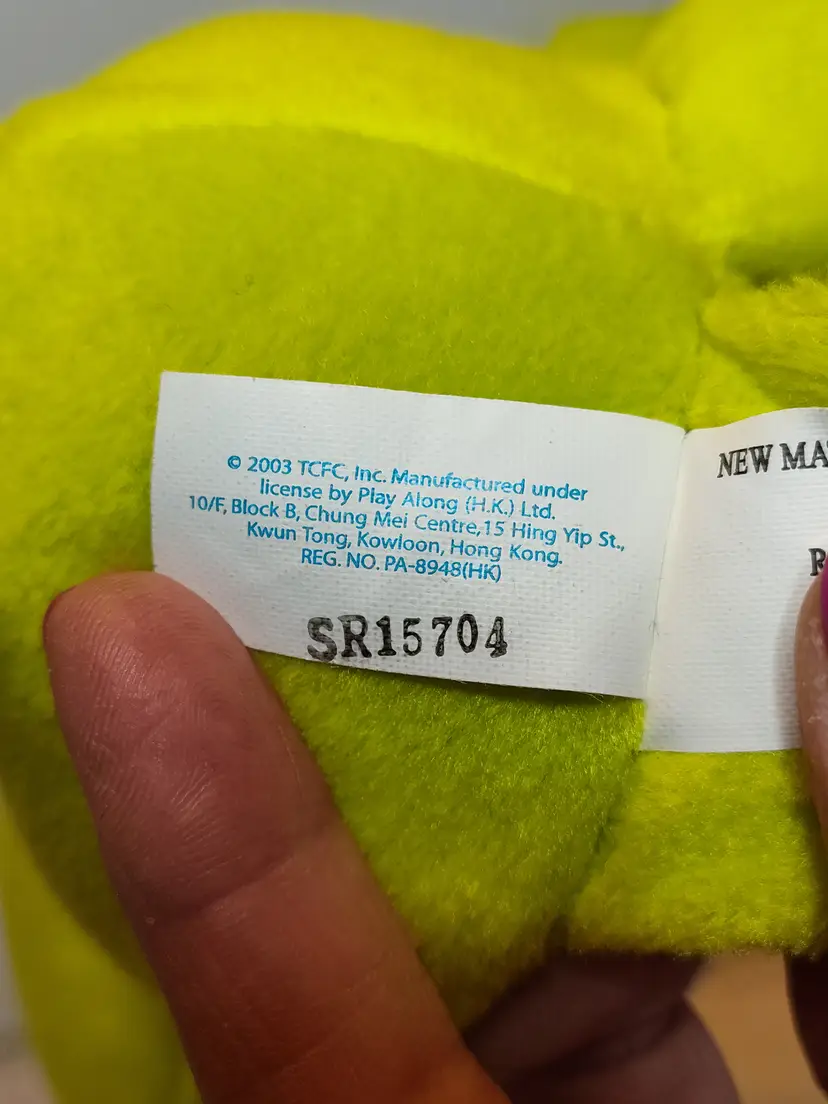 © 2003 TCFC, Inc. Manufactured under
license by Play Along (H.K.) Ltd.
10/F, Block B, Chung Mei Centre,15 Hing Yip St.,
Kwun Tong, Kowloon, Hong Kong.
REG. NO. PA-8948(HK)
SR15704
NEW